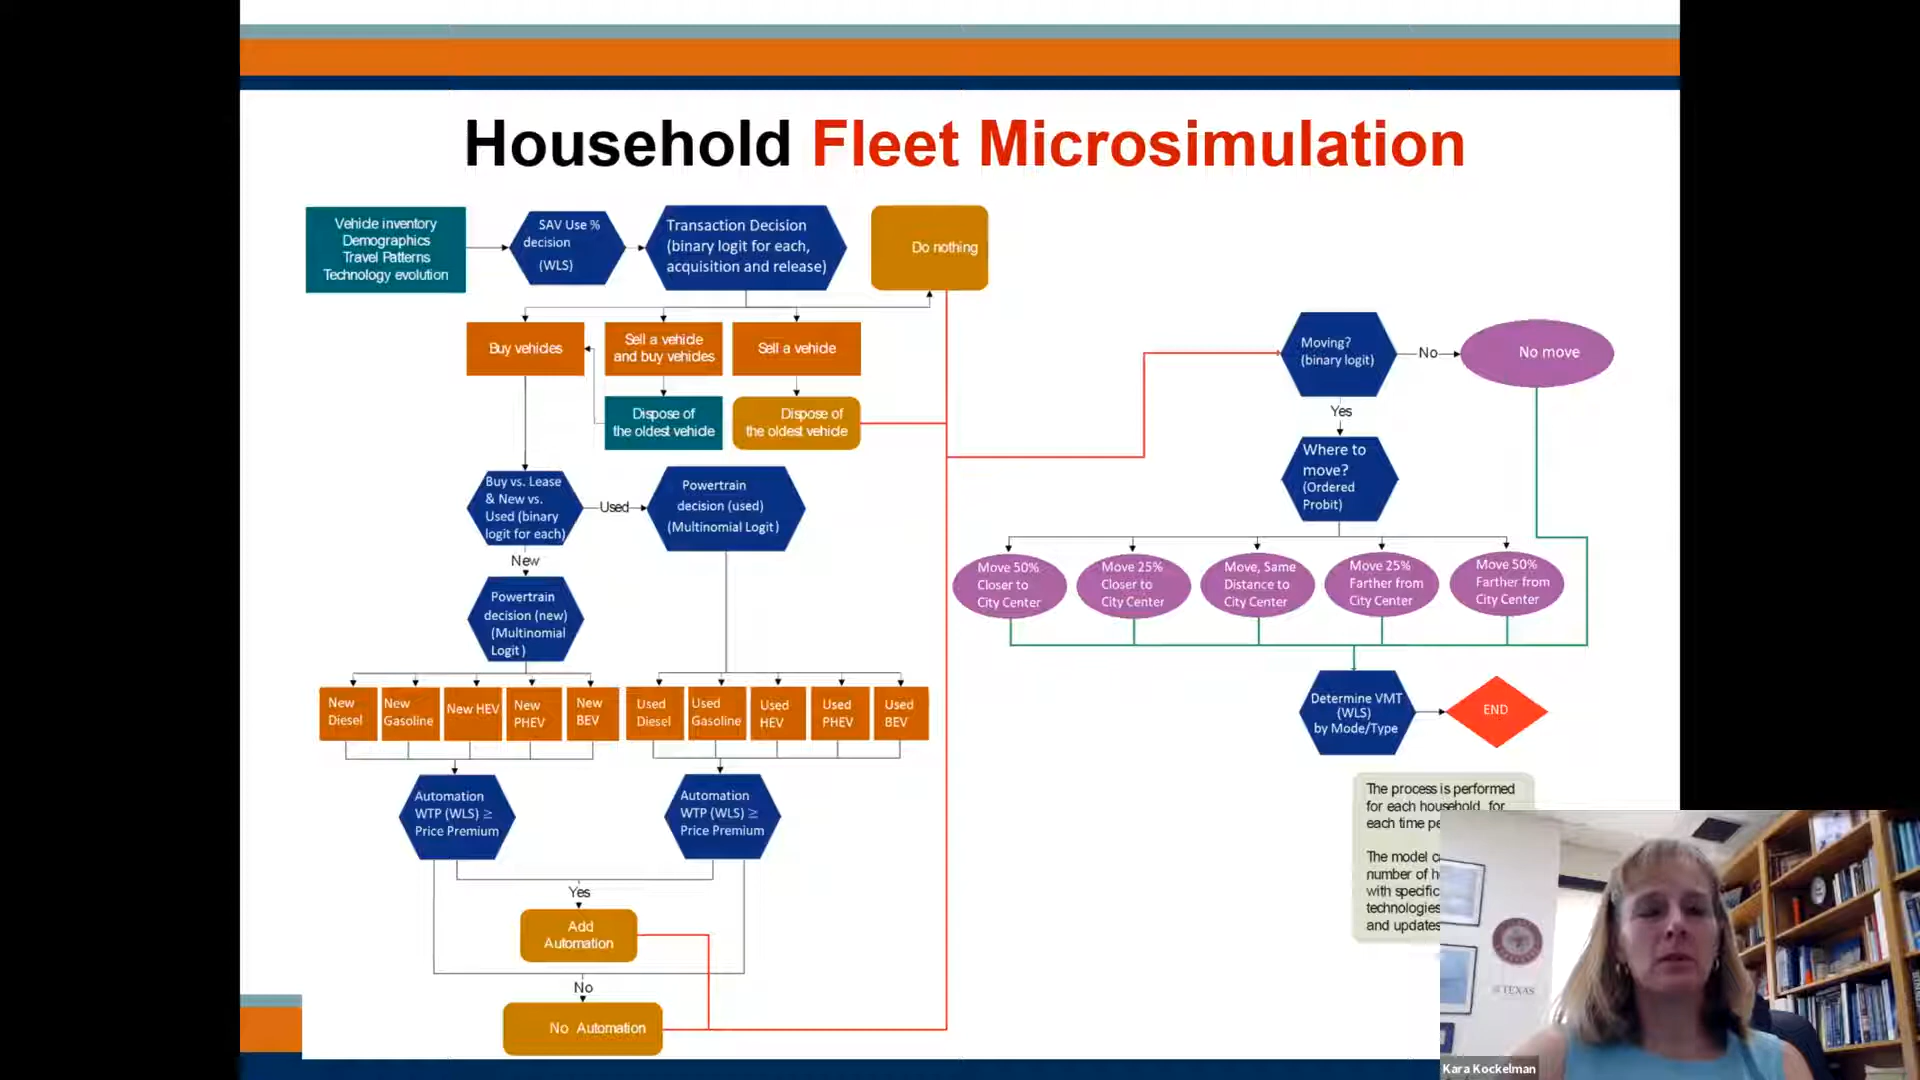 Household Fleet Microsimulation
Vehicle inventory
Demographics
Travel Patterns
Technology evolution
SAV Use %
decision
(WLS)
Transaction Decision
(binary logit for each,
acquisition and release)
Do nothing
Buy vehicles
Sell a vehicle
and buy vehicles
Sell a vehicle
Dispose of
the oldest vehicle
Dispose of
the oldest vehicle
Buy vs. Lease
& New vs.
Used (binary
logit for each)
Used
Powertrain
decision (used)
(Multinomial Logit)
New
Powertrain
decision (new)
(Multinomial
Logit)
New
Diesel
New
Gasoline
New HEV
New
PHEV
New
BEV
Used
Diesel
Used
Gasoline
Used
HEV
Used
PHEV
Used
BEV
Automation
WTP (WLS) ≥
Price Premium
Automation
WTP (WLS) ≥
Price Premium
Yes
Add
Automation
No
No Automation
Moving?
(binary logit)
No
No move
Yes
Where to
move?
(Ordered
Probit)
Move 50%
Closer to
City Center
Move 25%
Closer to
City Center
Move, Same
Distance to
City Center
Move 25%
Farther from
City Center
Move 50%
Farther from
City Center
Determine VMT
(WLS)
by Mode/Type
END
The process is performed
for each household, for
each time
The model
number of
with specific
technologies
and updates
TEXAS
Kara Kockelman